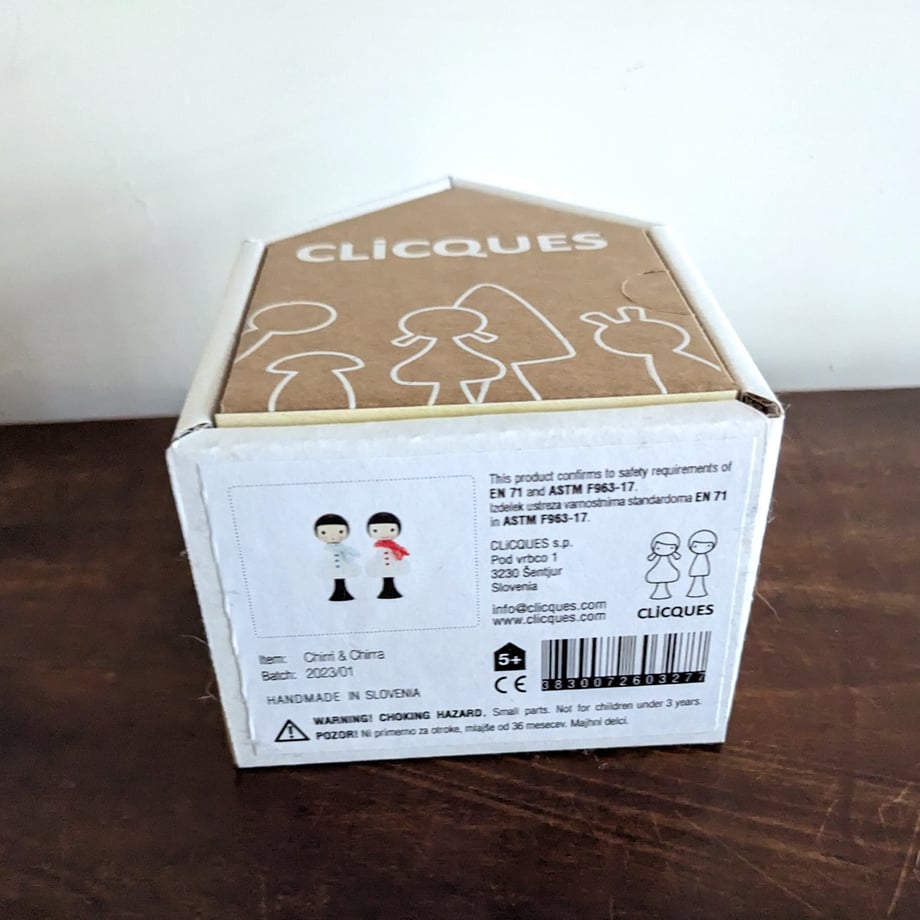 CLiCQUES
This product confirms to safety requirements of
EN 71 and ASTM F963-17.
Izdelek ustreza varnostnima standardoma EN 71
in ASTM F963-17.
CLiCQUES s.p.
Pod vrbco 1
3230 Šentjur
Slovenia
info@clicques.com
www.clicques.com
CLiCQUES
Item: Chirri & Chirra
Batch: 2023/01
HANDMADE IN SLOVENIA
5+
CE
3830072603277
WARNING! CHOKING HAZARD. Small parts. Not for children under 3 years.
POZOR! Ni primerno za otroke, mlajše od 36 mesecev. Majhni delci.